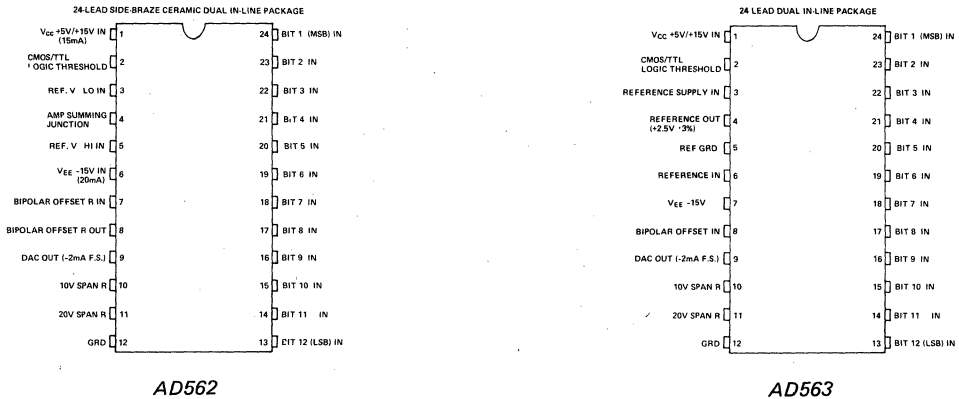 24-LEAD SIDE-BRAZE CERAMIC DUAL IN-LINE PACKAGE
VCC +5V/+15V IN
(15mA)
1
24
BIT 1 (MSB) IN
CMOS/TTL
LOGIC THRESHOLD
2
23
BIT 2 IN
REF. V LO IN
3
22
BIT 3 IN
AMP SUMMING
JUNCTION
4
21
BIT 4 IN
REF. V HI IN
5
20
BIT 5 IN
VEE -15V IN
(20mA)
6
19
BIT 6 IN
BIPOLAR OFFSET R IN
7
18
BIT 7 IN
BIPOLAR OFFSET R OUT
8
17
BIT 8 IN
DAC OUT (-2mA F.S.)
9
16
BIT 9 IN
10V SPAN R
10
15
BIT 10 IN
20V SPAN R
11
14
BIT 11 IN
GRD
12
13
BIT 12 (LSB) IN
AD562
24 LEAD DUAL IN-LINE PACKAGE
VCC +5V/+15V IN
1
24
BIT 1 (MSB) IN
CMOS/TTL
LOGIC THRESHOLD
2
23
BIT 2 IN
REFERENCE SUPPLY IN
3
22
BIT 3 IN
REFERENCE OUT
(+2.5V ·3%)
4
21
BIT 4 IN
REF GRD
5
20
BIT 5 IN
REFERENCE IN
6
19
BIT 6 IN
VEE -15V
7
18
BIT 7 IN
BIPOLAR OFFSET IN
8
17
BIT 8 IN
DAC OUT (-2mA F.S.)
9
16
BIT 9 IN
10V SPAN R
10
15
BIT 10 IN
20V SPAN R
11
14
BIT 11 IN
GRD
12
13
BIT 12 (LSB) IN
AD563